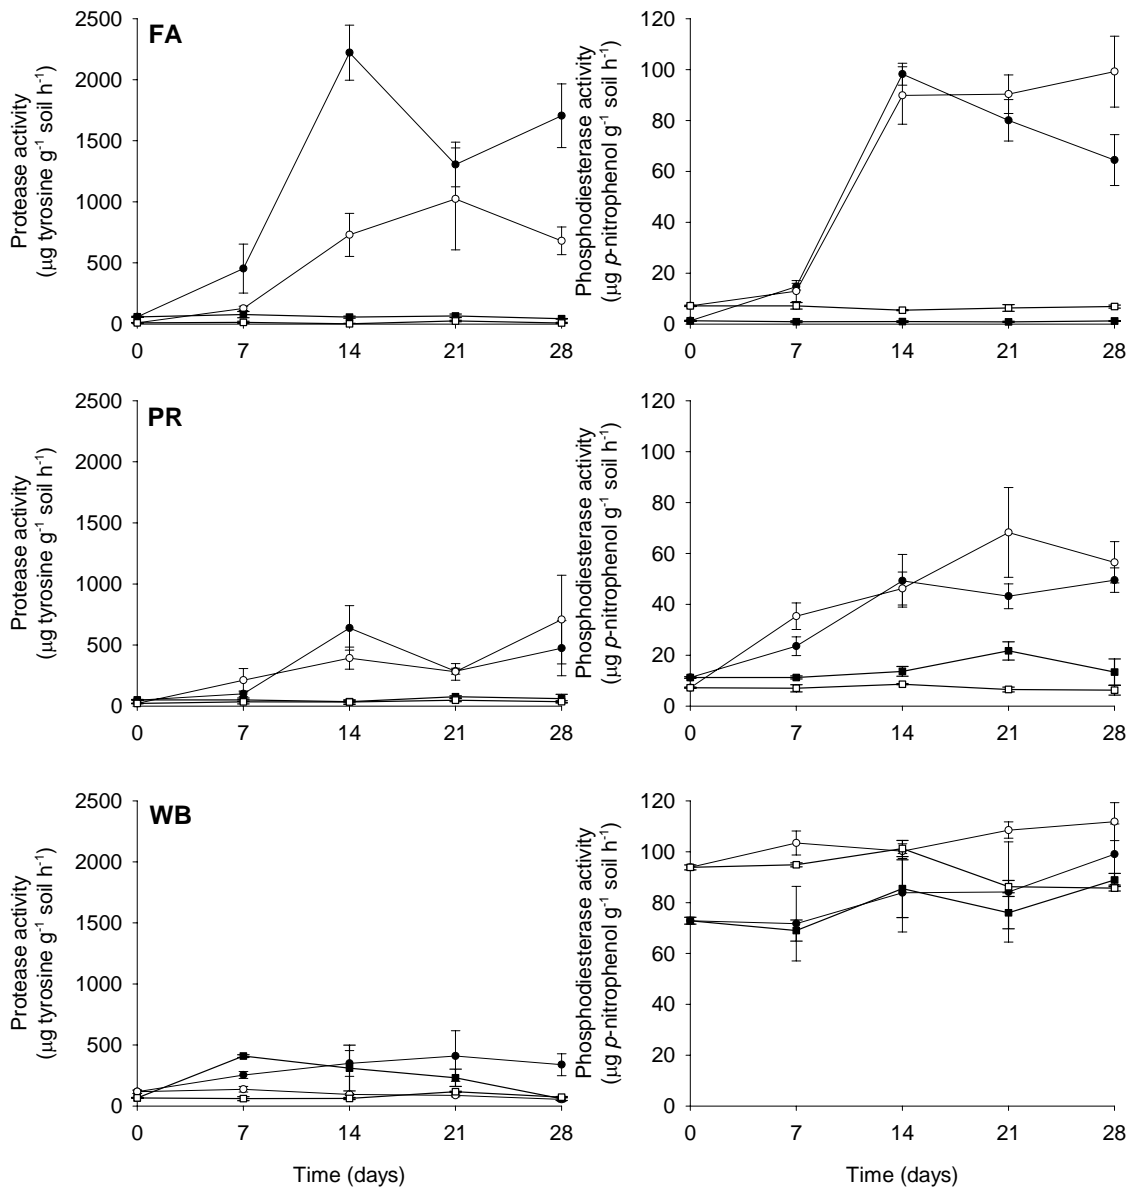 FA
Protease activity
(µg tyrosine g⁻¹ soil h⁻¹)
2500
2000
1500
1000
500
0
0 7 14 21 28
Phosphodiesterase activity
(µg p-nitrophenol g⁻¹ soil h⁻¹)
120
100
80
60
40
20
0
0 7 14 21 28
PR
Protease activity
(µg tyrosine g⁻¹ soil h⁻¹)
2500
2000
1500
1000
500
0
0 7 14 21 28
Phosphodiesterase activity
(µg p-nitrophenol g⁻¹ soil h⁻¹)
120
100
80
60
40
20
0
0 7 14 21 28
WB
Protease activity
(µg tyrosine g⁻¹ soil h⁻¹)
2500
2000
1500
1000
500
0
0 7 14 21 28
Time (days)
Phosphodiesterase activity
(µg p-nitrophenol g⁻¹ soil h⁻¹)
120
100
80
60
40
20
0
0 7 14 21 28
Time (days)